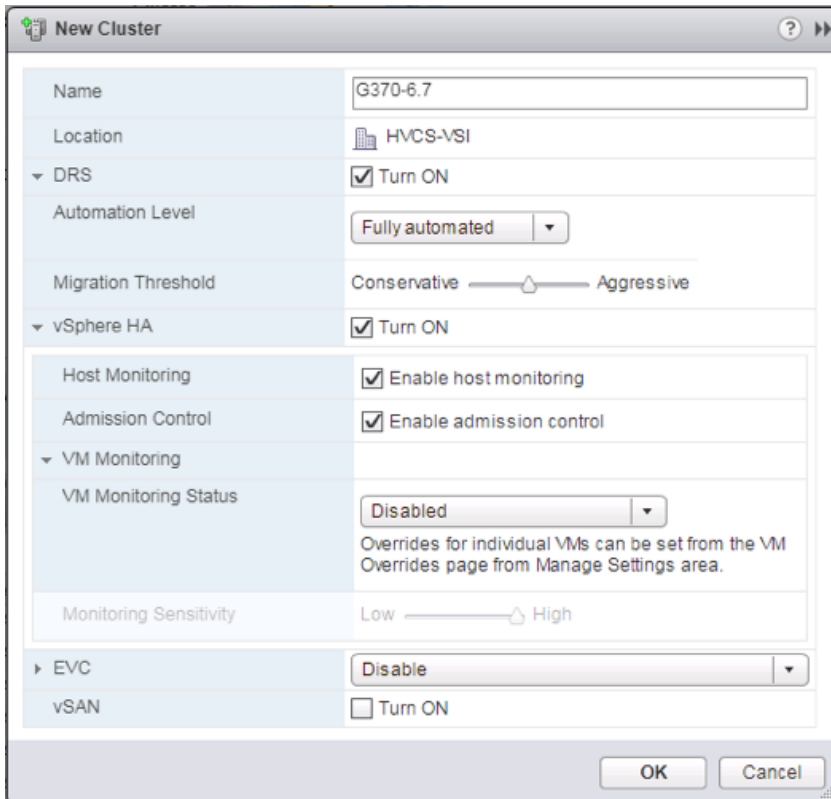 New Cluster
Name G370-6.7
Location HVCS-VSI
DRS Turn ON
Automation Level Fully automated
Migration Threshold Conservative Aggressive
vSphere HA Turn ON
Host Monitoring Enable host monitoring
Admission Control Enable admission control
VM Monitoring
VM Monitoring Status Disabled
Overrides for individual VMs can be set from the VM
Overrides page from Manage Settings area.
Monitoring Sensitivity Low High
EVC Disable
vSAN Turn ON
OK Cancel